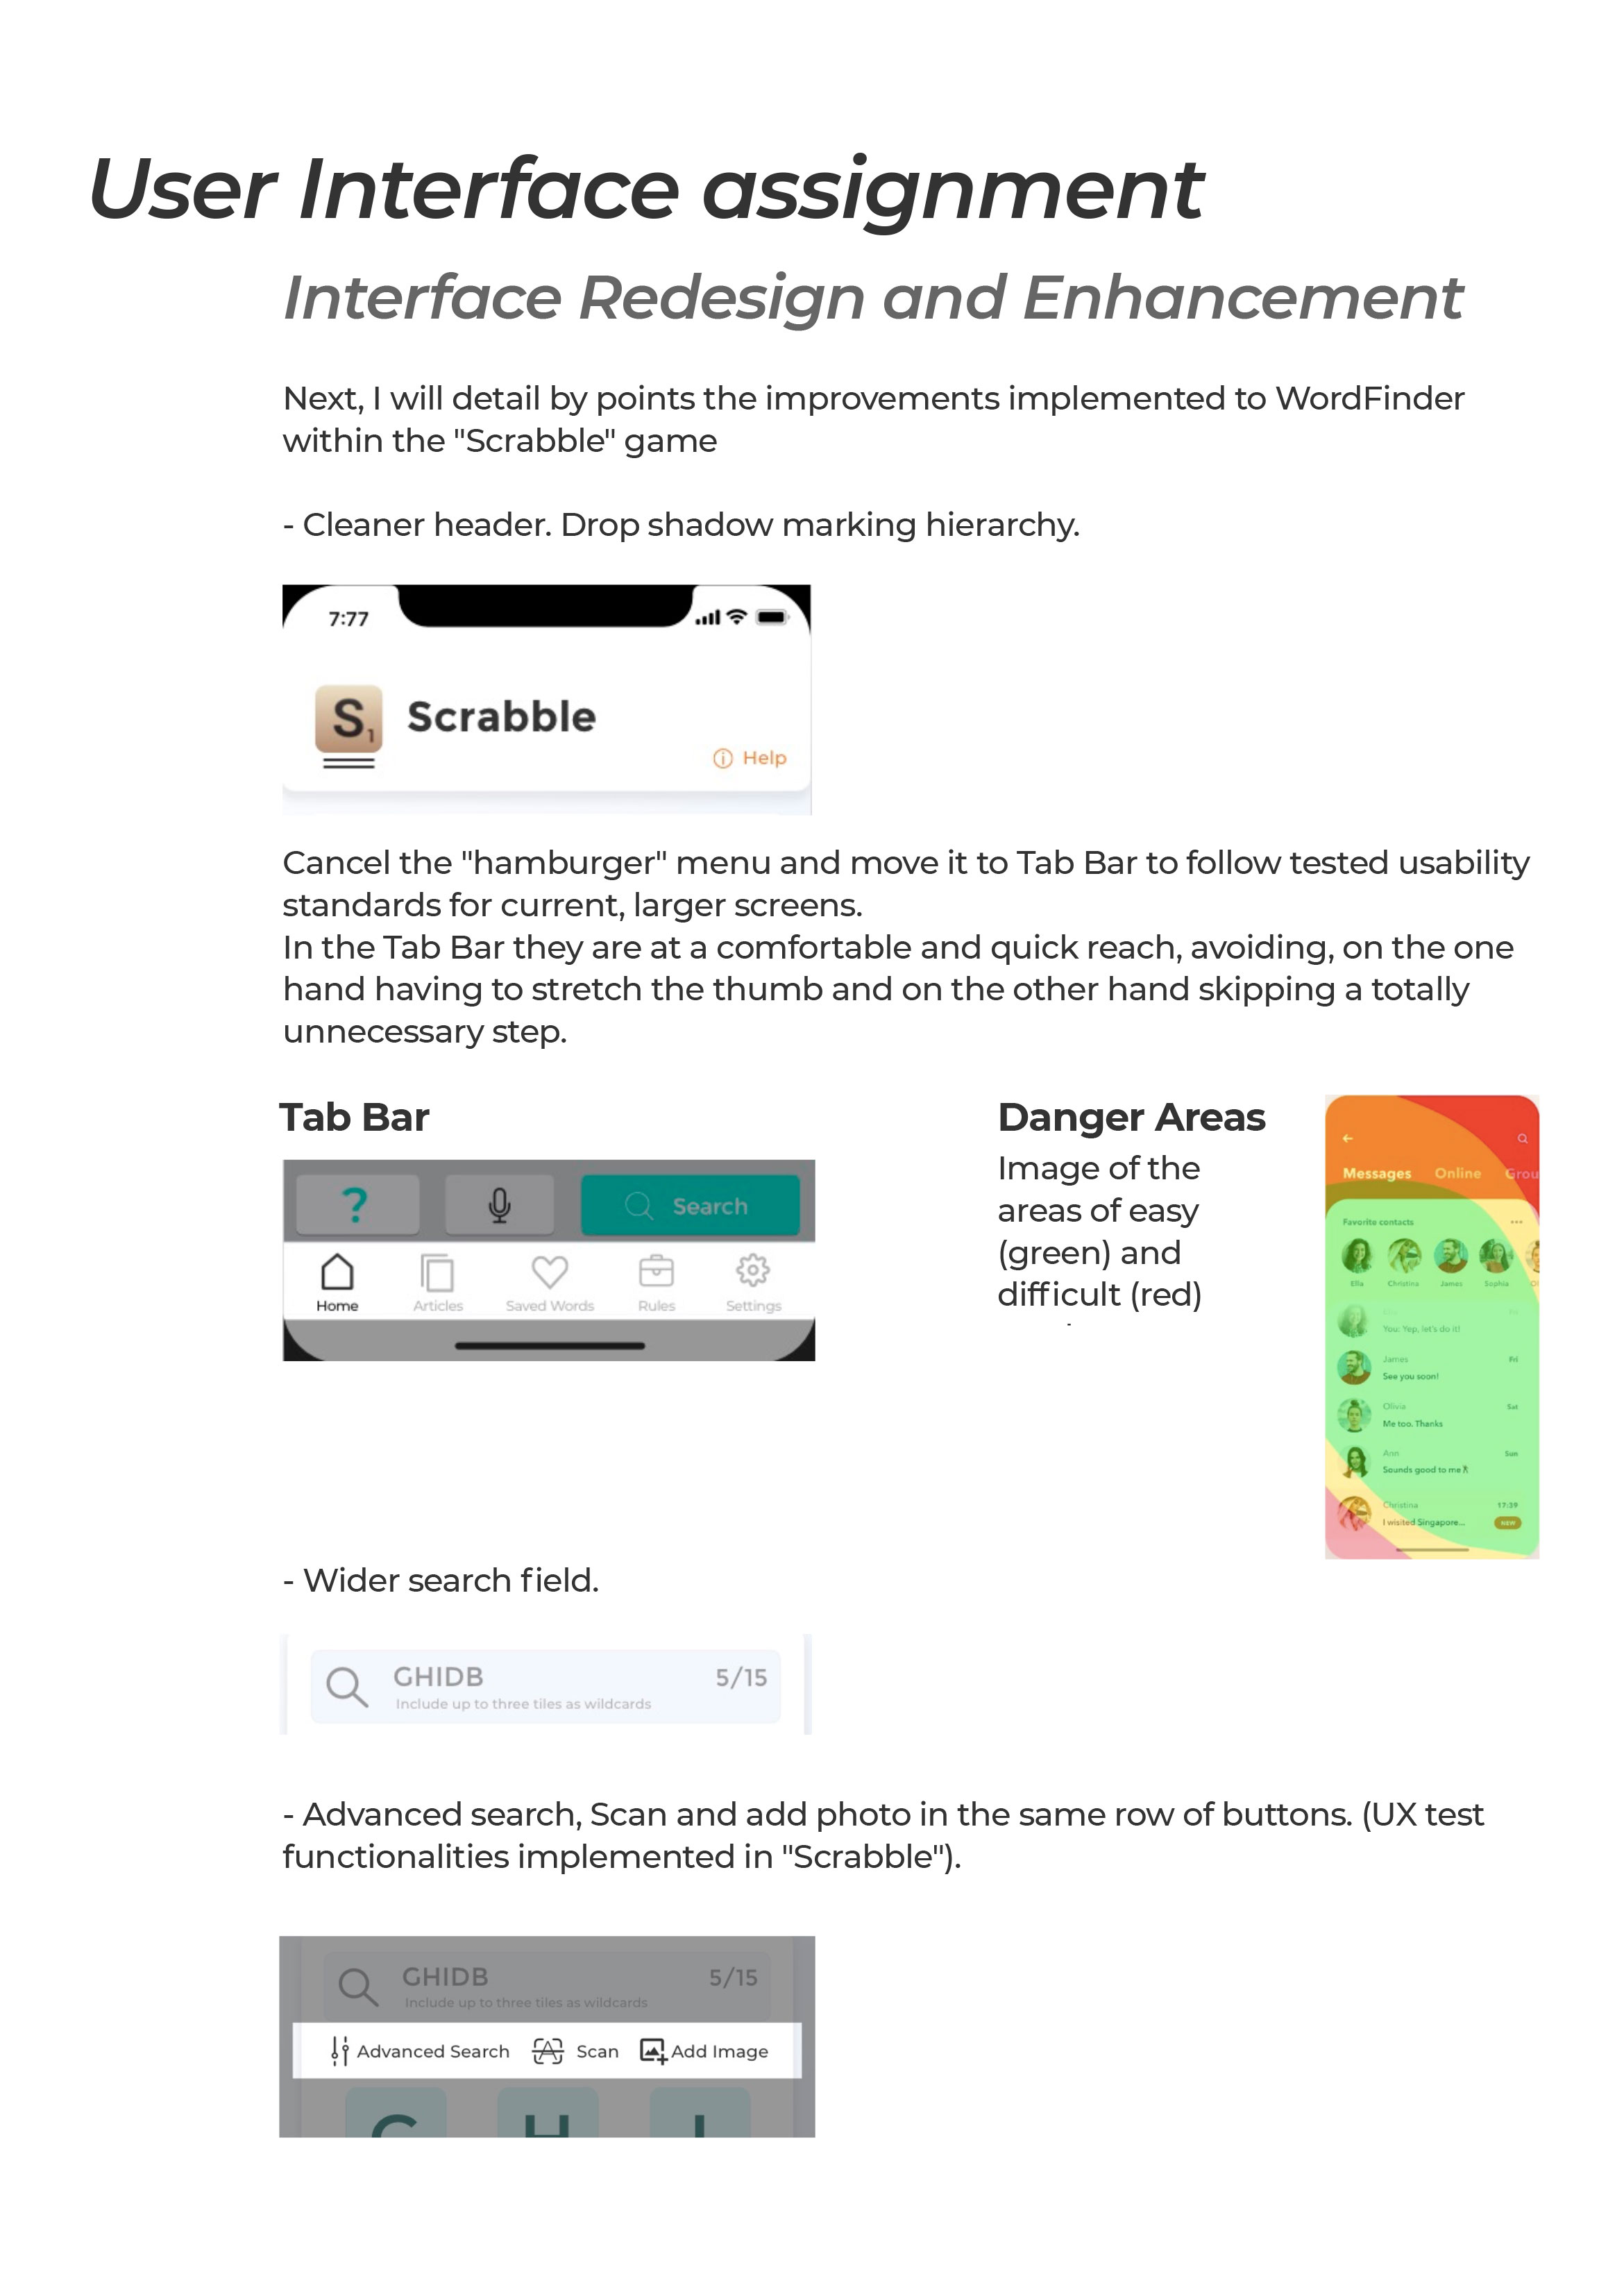 User Interface assignment
Interface Redesign and Enhancement
Next, I will detail by points the improvements implemented to WordFinder
within the "Scrabble" game
- Cleaner header. Drop shadow marking hierarchy.
7:77
S1
Scrabble
Help
Cancel the "hamburger" menu and move it to Tab Bar to follow tested usability
standards for current, larger screens.
In the Tab Bar they are at a comfortable and quick reach, avoiding, on the one
hand having to stretch the thumb and on the other hand skipping a totally
unnecessary step.
Tab Bar
? Search
Home Articles Saved Words Rules Settings
Danger Areas
Image of the
areas of easy
(green) and
difficult (red)
Messages Online Grou
Favorite contacts
Ella Christina James Sophia
You: Yep, let's do it!
James Fri
See you soon!
Olivia Sat
Me too. Thanks
Ann Sun
Sounds good to me
Christina 17:39
I visited Singapore... NEW
- Wider search field.
GHIDB 5/15
Include up to three tiles as wildcards
- Advanced search, Scan and add photo in the same row of buttons. (UX test
functionalities implemented in "Scrabble").
GHIDB 5/15
Include up to three tiles as wildcards
Advanced Search Scan Add Image